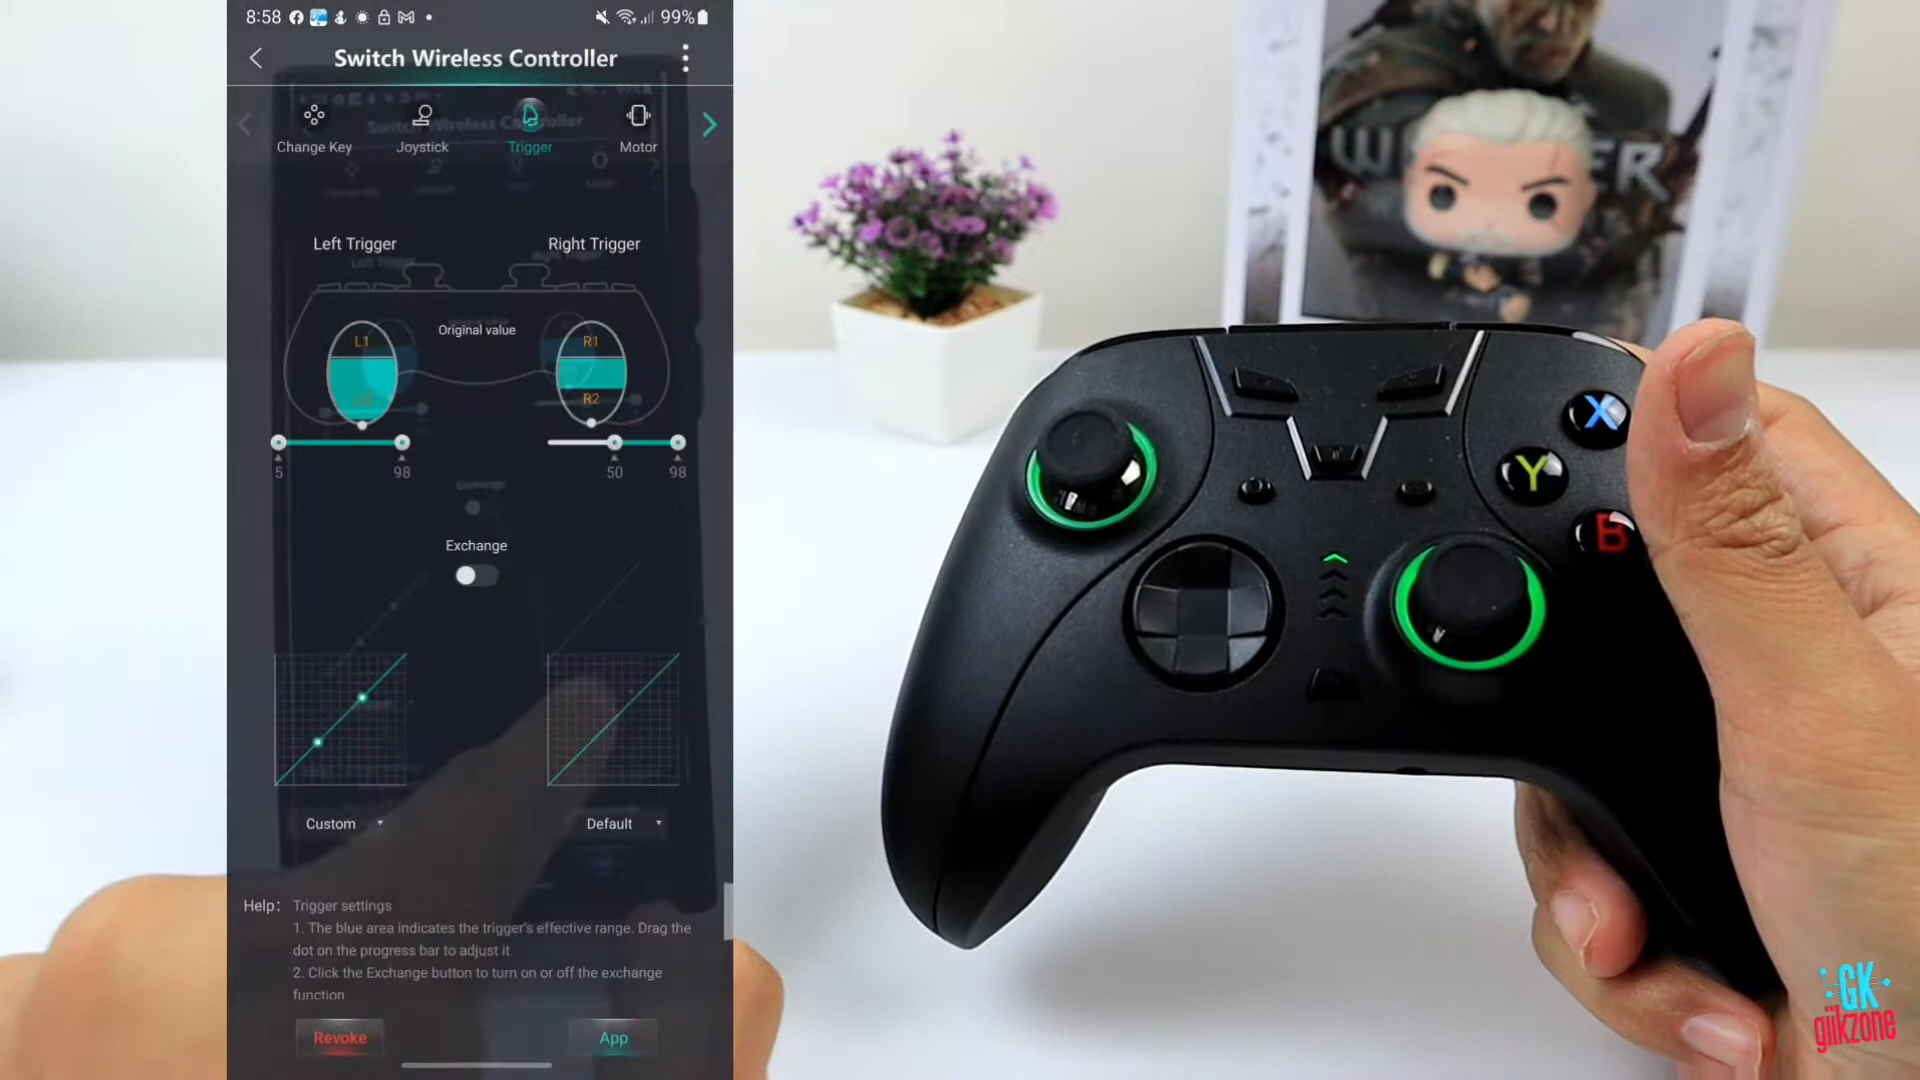 8:58
99%
Switch Wireless Controller
Change Key
Joystick
Trigger
Motor
Left Trigger
Right Trigger
Original value
L1
R1
R2
5
98
50
98
Exchange
Custom
Default
Help:
Trigger settings
1. The blue area indicates the trigger's effective range. Drag the
dot on the progress bar to adjust it.
2. Click the Exchange button to turn on or off the exchange
function
Revoke
App
X
Y
B
GK
giikzone